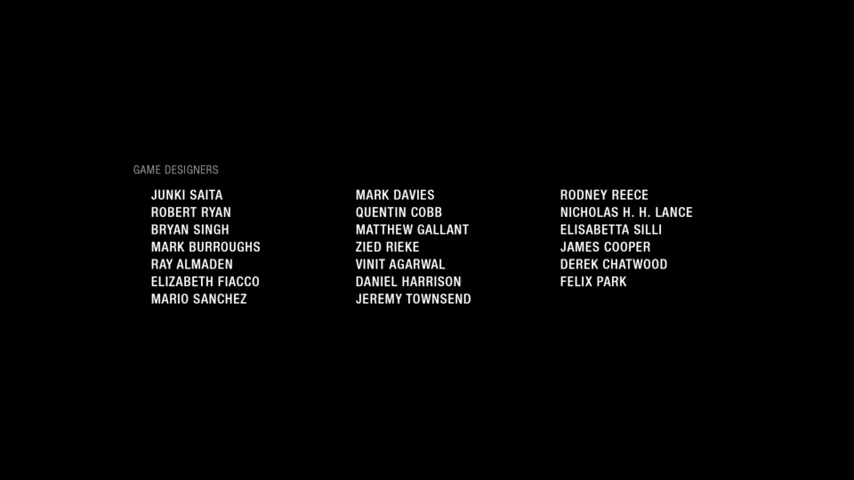 GAME DESIGNERS
JUNKI SAITA
ROBERT RYAN
BRYAN SINGH
MARK BURROUGHS
RAY ALMADEN
ELIZABETH FIACCO
MARIO SANCHEZ
MARK DAVIES
QUENTIN COBB
MATTHEW GALLANT
ZIED RIEKE
VINIT AGARWAL
DANIEL HARRISON
JEREMY TOWNSEND
RODNEY REECE
NICHOLAS H. H. LANCE
ELISABETTA SILLI
JAMES COOPER
DEREK CHATWOOD
FELIX PARK